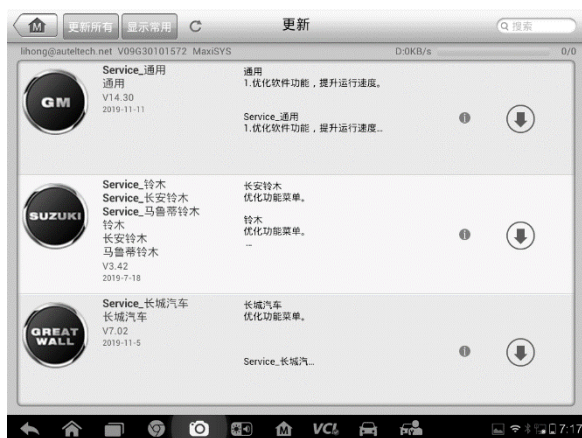 M 更新所有 显示常用 更新 搜索
lihong@auteltech.net V09G30101572 MaxiSYS D:0KB/s 0/0
GM
Service_通用
通用
V14.30
2019-11-11
通用
1.优化软件功能，提升运行速度。
Service_通用
1.优化软件功能，提升运行速度...
SUZUKI
Service_铃木
Service_长安铃木
Service_马鲁蒂铃木
铃木
长安铃木
马鲁蒂铃木
V3.42
2019-7-18
长安铃木
优化功能菜单。
铃木
优化功能菜单。
...
GREAT
WALL
Service_长城汽车
长城汽车
V7.02
2019-11-5
长城汽车
优化功能菜单。
Service_长城汽...
M VCI 7:17